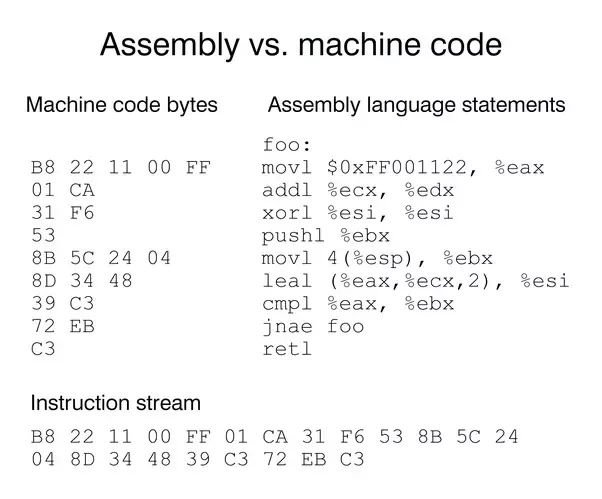 Assembly vs. machine code
Machine code bytes    Assembly language statements
foo:
B8 22 11 00 FF    movl $0xFF001122, %eax
01 CA    addl %ecx, %edx
31 F6    xorl %esi, %esi
53    pushl %ebx
8B 5C 24 04    movl 4(%esp), %ebx
8D 34 48    leal (%eax,%ecx,2), %esi
39 C3    cmpl %eax, %ebx
72 EB    jnae foo
C3    retl
Instruction stream
B8 22 11 00 FF 01 CA 31 F6 53 8B 5C 24
04 8D 34 48 39 C3 72 EB C3